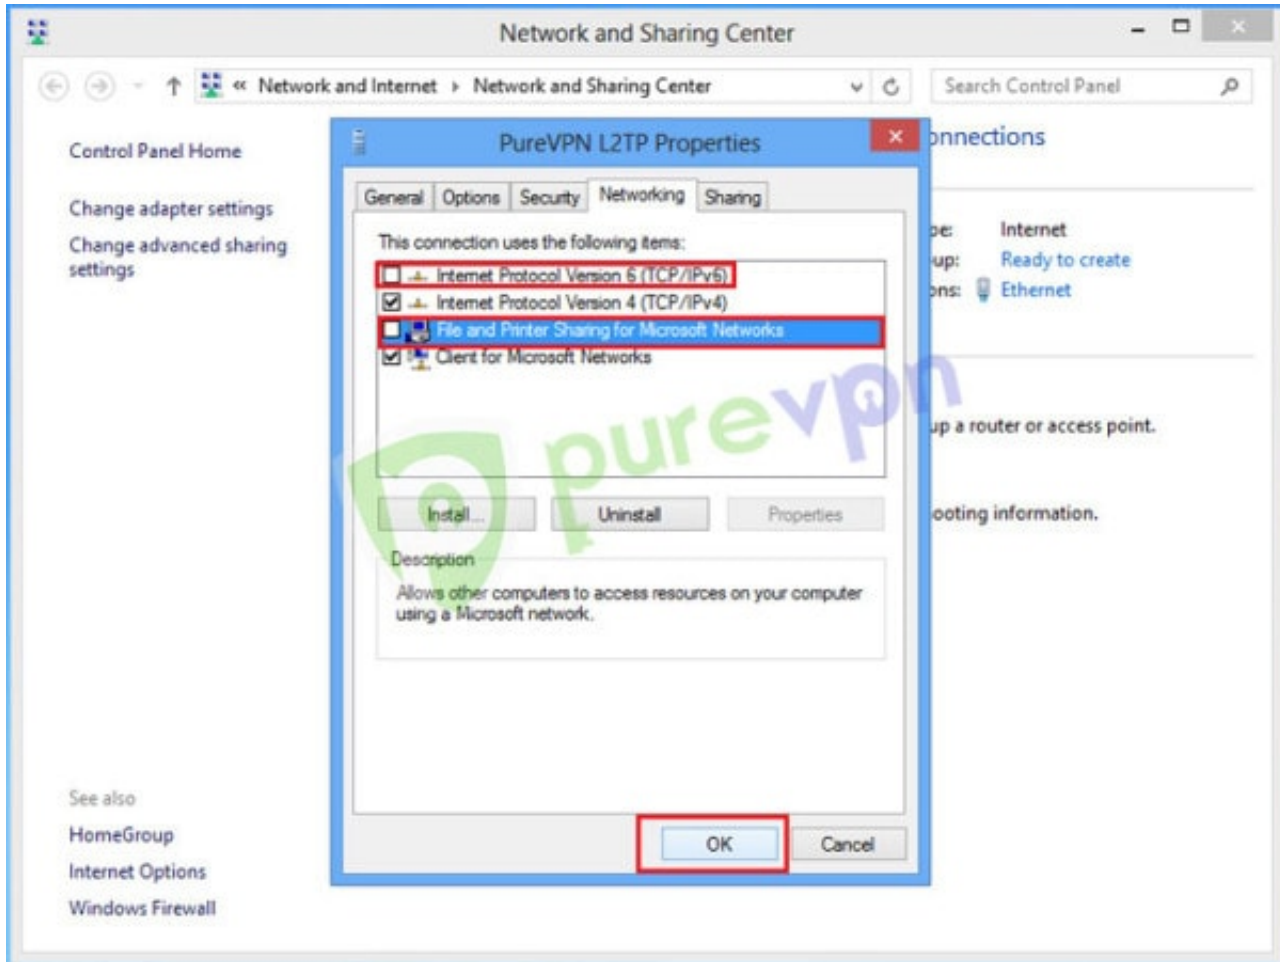 Network and Sharing Center
« Network and Internet Network and Sharing Center
Search Control Panel
Control Panel Home
Change adapter settings
Change advanced sharing
settings
See also
HomeGroup
Internet Options
Windows Firewall
PureVPN L2TP Properties
General Options Security Networking Sharing
This connection uses the following items:
Internet Protocol Version 6 (TCP/IPv6)
Internet Protocol Version 4 (TCP/IPv4)
File and Printer Sharing for Microsoft Networks
Client for Microsoft Networks
purevpn
Install... Uninstall Properties
Description
Allows other computers to access resources on your computer
using a Microsoft network.
OK Cancel
onnections
pe: Internet
up: Ready to create
ons: Ethernet
up a router or access point.
ooting information.